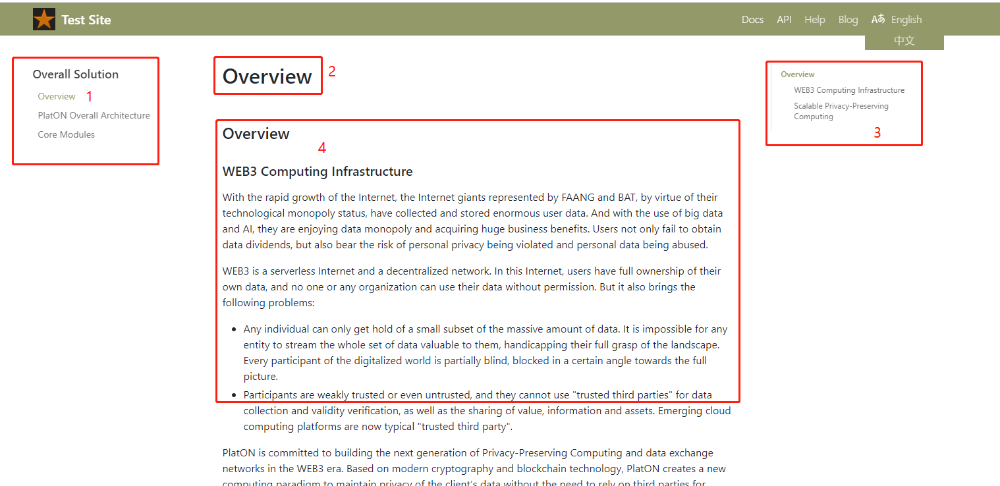 Test Site
Docs API Help Blog Aあ English
中文
Overall Solution
Overview 1
PlatON Overall Architecture
Core Modules
Overview 2
Overview
4
WEB3 Computing Infrastructure
With the rapid growth of the Internet, the Internet giants represented by FAANG and BAT, by virtue of their
technological monopoly status, have collected and stored enormous user data. And with the use of big data
and AI, they are enjoying data monopoly and acquiring huge business benefits. Users not only fail to obtain
data dividends, but also bear the risk of personal privacy being violated and personal data being abused.
WEB3 is a serverless Internet and a decentralized network. In this Internet, users have full ownership of their
own data, and no one or any organization can use their data without permission. But it also brings the
following problems:
Any individual can only get hold of a small subset of the massive amount of data. It is impossible for any
entity to stream the whole set of data valuable to them, handicapping their full grasp of the landscape.
Every participant of the digitalized world is partially blind, blocked in a certain angle towards the full
picture.
Participants are weakly trusted or even untrusted, and they cannot use "trusted third parties" for data
collection and validity verification, as well as the sharing of value, information and assets. Emerging cloud
computing platforms are now typical "trusted third party".
PlatON is committed to building the next generation of Privacy-Preserving Computing and data exchange
networks in the WEB3 era. Based on modern cryptography and blockchain technology, PlatON creates a new
computing paradigm to maintain privacy of the client's data without the need to rely on third parties for
Overview
WEB3 Computing Infrastructure
Scalable Privacy-Preserving
Computing
3